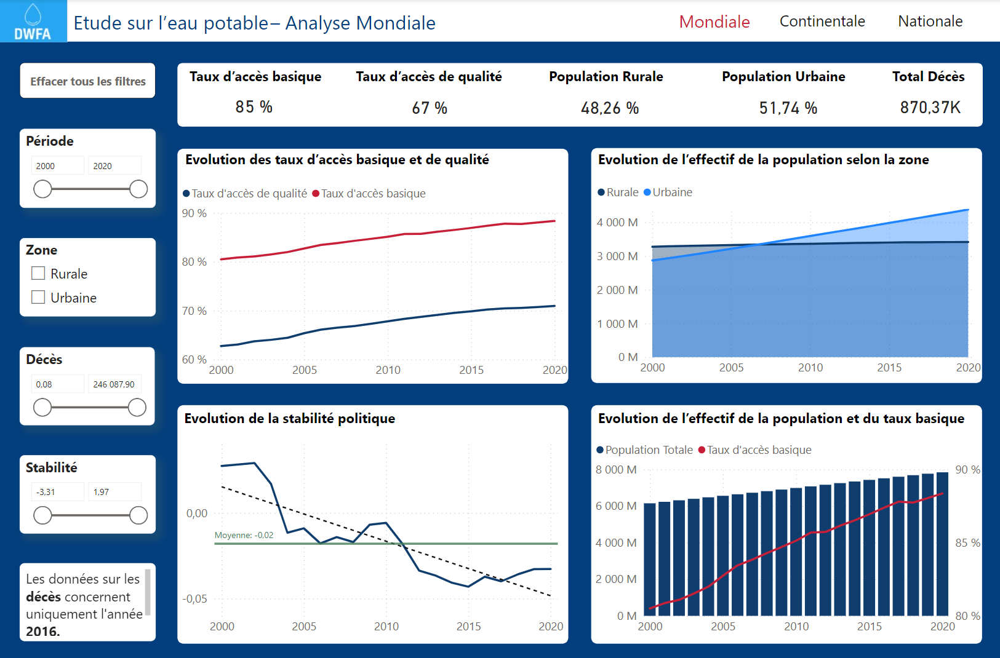 DWFA
Etude sur l'eau potable– Analyse Mondiale
Mondiale
Continentale
Nationale
Effacer tous les filtres
Taux d'accès basique
85 %
Taux d'accès de qualité
67 %
Population Rurale
48,26 %
Population Urbaine
51,74 %
Total Décès
870,37K
Période
2000
2020
Zone
Rurale
Urbaine
Décès
0,08
246 087,90
Stabilité
-3,31
1,97
Les données sur les
décès concernent
uniquement l'année
2016.
Evolution des taux d'accès basique et de qualité
Taux d'accès de qualité
Taux d'accès basique
90 %
80 %
70 %
60 %
2000
2005
2010
2015
2020
Evolution de l'effectif de la population selon la zone
Rurale
Urbaine
4 000 M
3 000 M
2 000 M
1 000 M
0 M
2000
2005
2010
2015
2020
Evolution de la stabilité politique
0,00
Moyenne: -0,02
-0,05
2000
2005
2010
2015
2020
Evolution de l'effectif de la population et du taux basique
Population Totale
Taux d'accès basique
8 000 M
6 000 M
4 000 M
2 000 M
0 M
90 %
85 %
80 %
2000
2005
2010
2015
2020